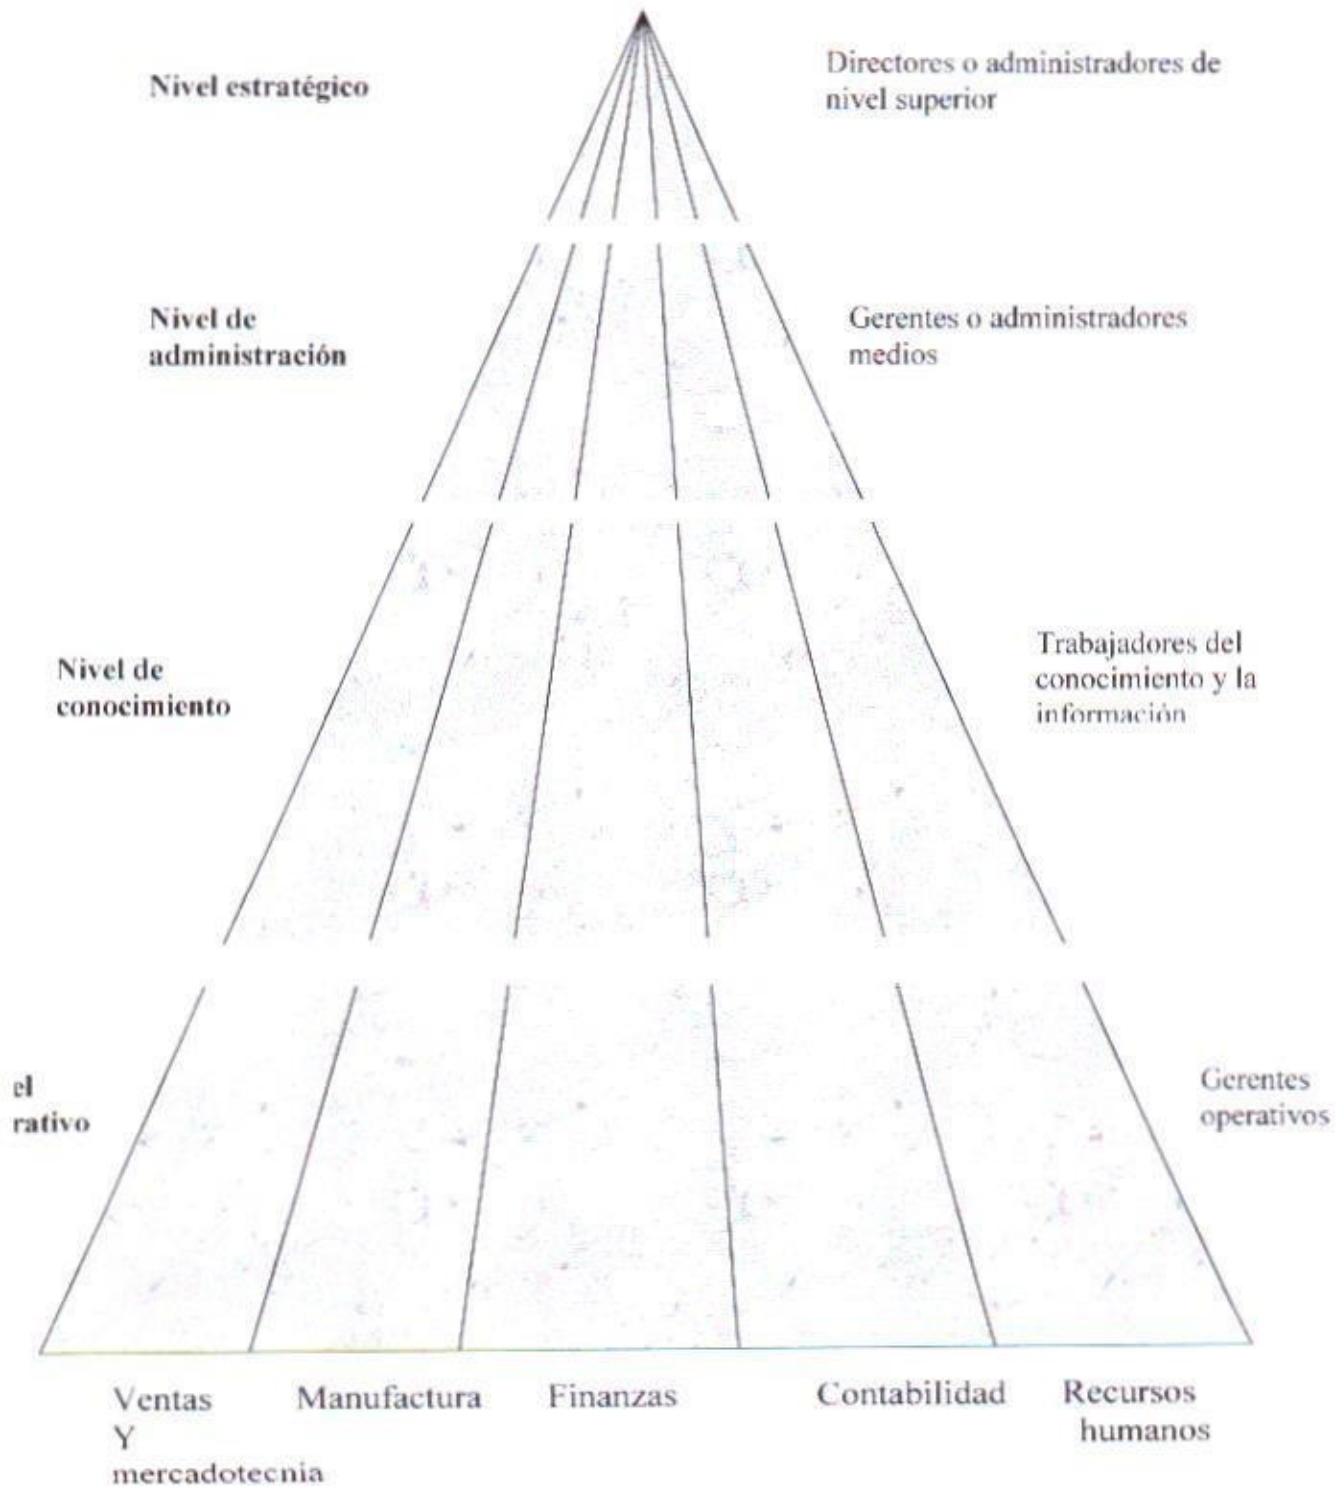 Nivel estratégico
Directores o administradores de
nivel superior
Nivel de
administración
Gerentes o administradores
medios
Nivel de
conocimiento
Trabajadores del
conocimiento y la
información
el
rativo
Gerentes
operativos
Ventas
Y
mercadotecnia
Manufactura
Finanzas
Contabilidad
Recursos
humanos